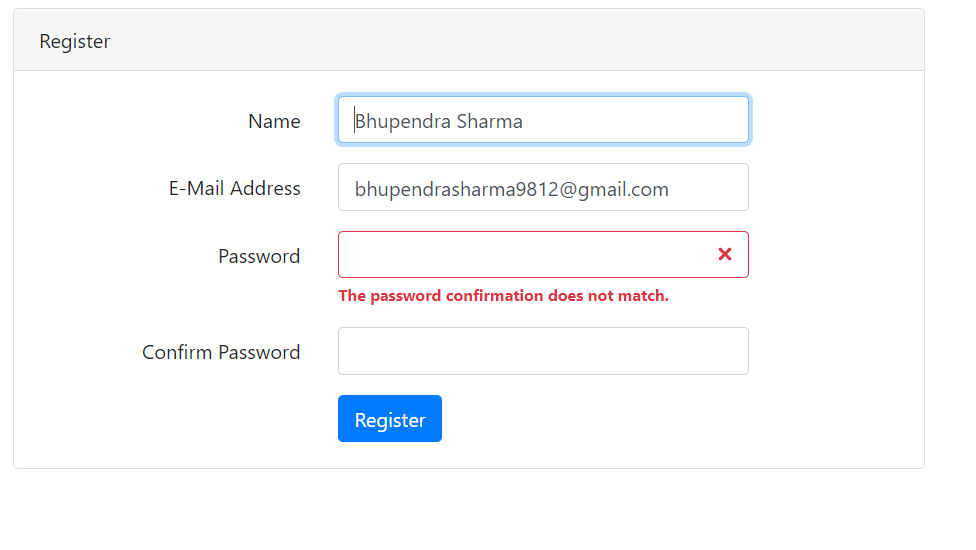 Register
Name
Bhupendra Sharma
E-Mail Address
bhupendrasharma9812@gmail.com
Password
The password confirmation does not match.
Confirm Password
Register